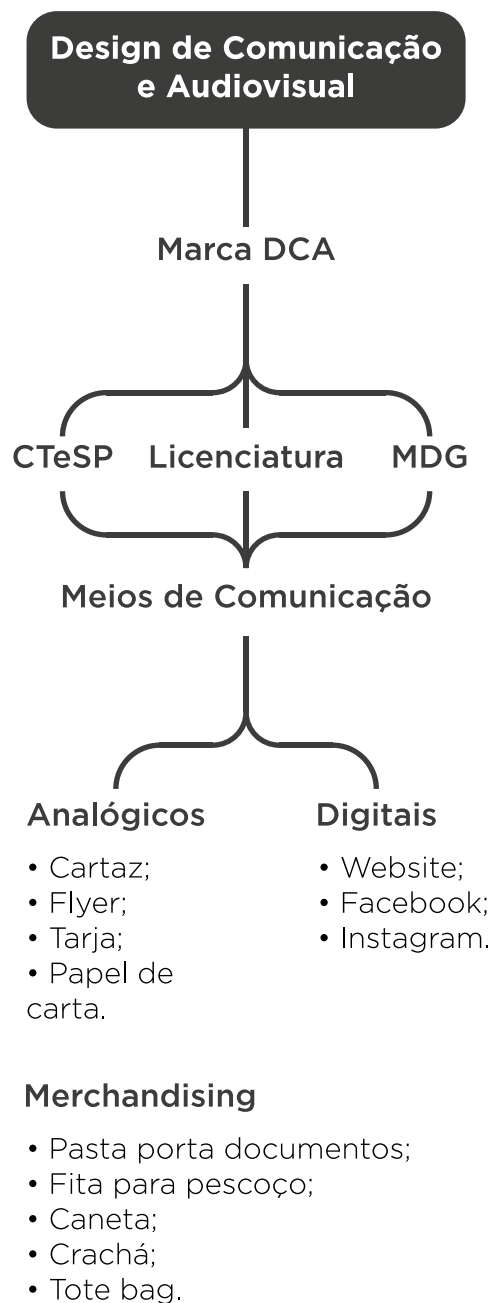 Design de Comunicação
e Audiovisual
Marca DCA
CTeSP Licenciatura MDG
Meios de Comunicação
Analógicos
• Cartaz;
• Flyer;
• Tarja;
• Papel de
carta.
Digitais
• Website;
• Facebook;
• Instagram.
Merchandising
• Pasta porta documentos;
• Fita para pescoço;
• Caneta;
• Crachá;
• Tote bag.